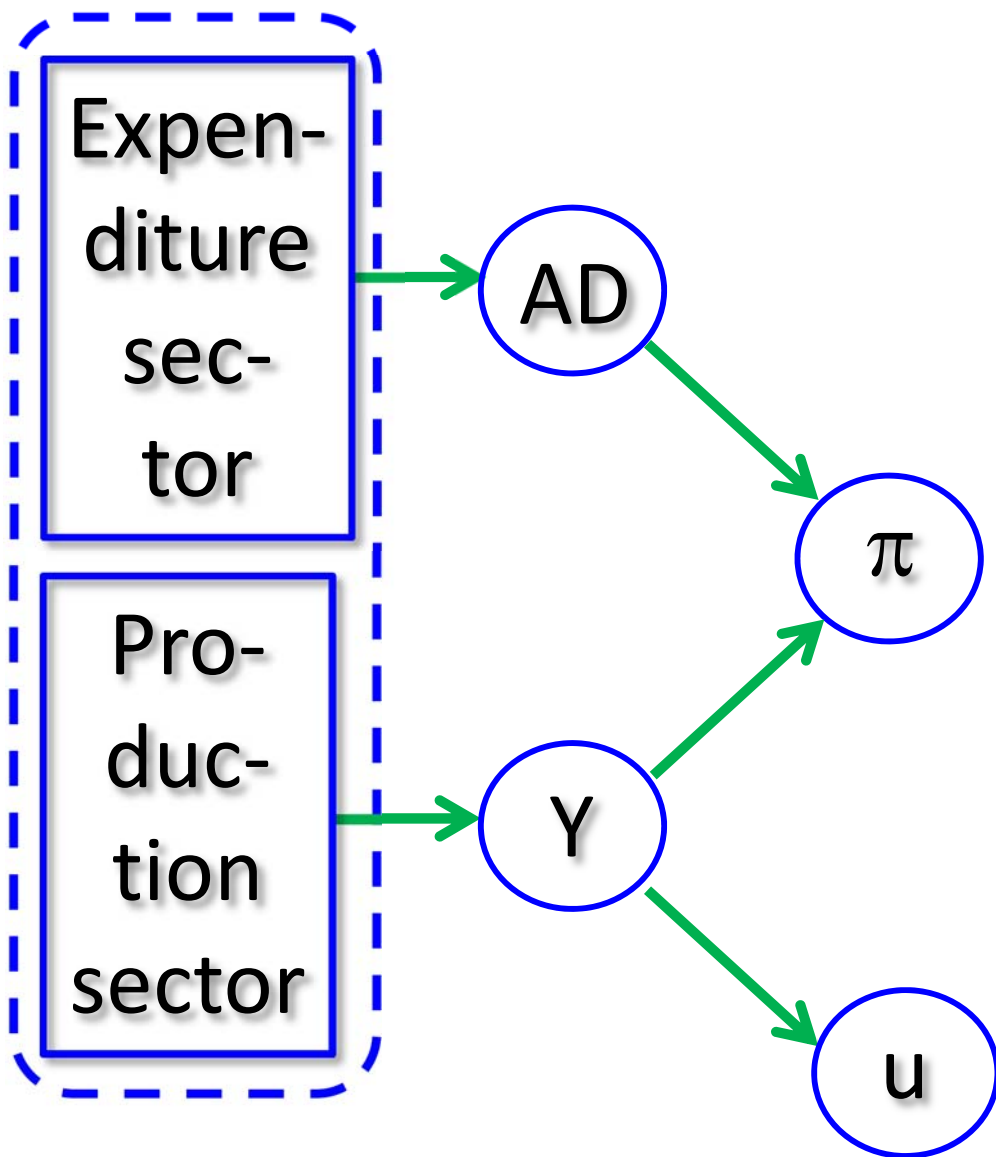 Expen-
diture
sec-
tor
AD
π
Pro-
duc-
tion
sector
Y
u